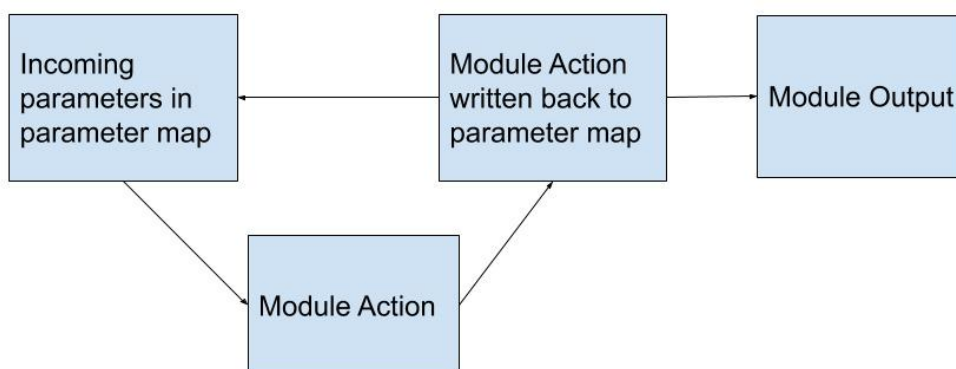 Incoming
parameters in
parameter map
Module Action
written back to
parameter map
Module Output
Module Action